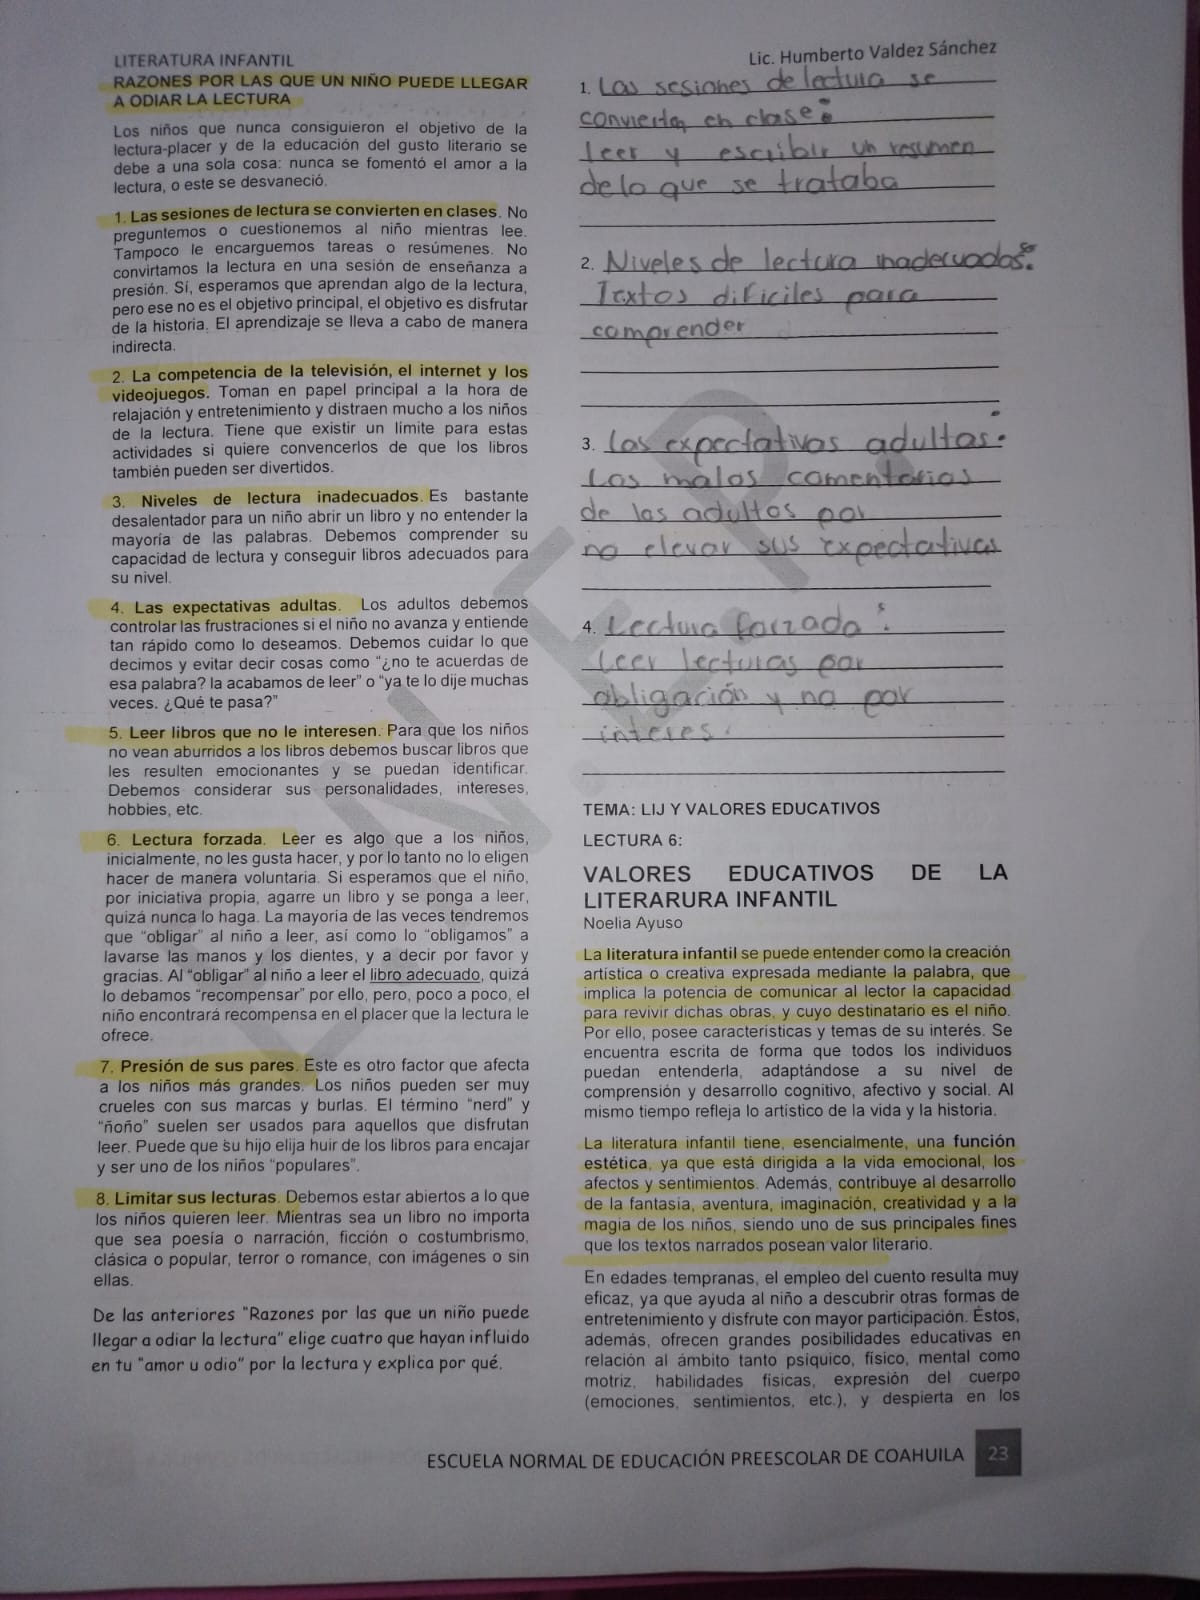 LITERATURA INFANTIL
RAZONES POR LAS QUE UN NIÑO PUEDE LLEGAR
A ODIAR LA LECTURA
Los niños que nunca consiguieron el objetivo de la
lectura-placer y de la educación del gusto literario se
debe a una sola cosa: nunca se fomentó el amor a la
lectura, o este se desvaneció.
1. Las sesiones de lectura se convierten en clases. No
preguntemos o cuestionemos al niño mientras lee.
Tampoco le encarguemos tareas o resúmenes. No
convirtamos la lectura en una sesión de enseñanza a
presión. Sí, esperamos que aprendan algo de la lectura,
pero ese no es el objetivo principal, el objetivo es disfrutar
de la historia. El aprendizaje se lleva a cabo de manera
indirecta.
2. La competencia de la televisión, el internet y los
videojuegos. Toman en papel principal a la hora de
relajación y entretenimiento y distraen mucho a los niños
de la lectura. Tiene que existir un límite para estas
actividades si quiere convencerlos de que los libros
también pueden ser divertidos.
3. Niveles de lectura inadecuados. Es bastante
desalentador para un niño abrir un libro y no entender la
mayoría de las palabras. Debemos comprender su
capacidad de lectura y conseguir libros adecuados para
su nivel.
4. Las expectativas adultas. Los adultos debemos
controlar las frustraciones si el niño no avanza y entiende
tan rápido como lo deseamos. Debemos cuidar lo que
decimos y evitar decir cosas como “¿no te acuerdas de
esa palabra? la acabamos de leer” o “ya te lo dije muchas
veces. ¿Qué te pasa?”
5. Leer libros que no le interesen. Para que los niños
no vean aburridos a los libros debemos buscar libros que
les resulten emocionantes y se puedan identificar.
Debemos considerar sus personalidades, intereses,
hobbies, etc.
6. Lectura forzada. Leer es algo que a los niños,
inicialmente, no les gusta hacer, y por lo tanto no lo eligen
hacer de manera voluntaria. Si esperamos que el niño,
por iniciativa propia, agarre un libro y se ponga a leer,
quizá nunca lo haga. La mayoria de las veces tendremos
que “obligar” al niño a leer, así como lo “obligamos” a
lavarse las manos y los dientes, y a decir por favor y
gracias. Al “obligar” al niño a leer el libro adecuado, quizá
lo debamos “recompensar” por ello, pero, poco a poco, el
niño encontrará recompensa en el placer que la lectura le
ofrece.
7. Presión de sus pares. Este es otro factor que afecta
a los niños más grandes. Los niños pueden ser muy
crueles con sus marcas y burlas. El término “nerd” y
“ñoño” suelen ser usados para aquellos que disfrutan
leer. Puede que su hijo elija huir de los libros para encajar
y ser uno de los niños “populares”.
8. Limitar sus lecturas. Debemos estar abiertos a lo que
los niños quieren leer. Mientras sea un libro no importa
que sea poesía o narración, ficción o costumbrismo,
clásica o popular, terror o romance, con imágenes o sin
ellas.
De las anteriores "Razones por las que un niño puede
llegar a odiar la lectura" elige cuatro que hayan influido
en tu "amor u odio" por la lectura y explica por qué.
Lic. Humberto Valdez Sánchez
1. Las sesiones de lectura se
convierten en clase:
leer y escribir un resumen
de lo que se trataba
2. Niveles de lectura inadecuados:
Textos dificiles para
comprender
3. Las expectativas adultas:
Los malos comentarios
de los adultos por
no elevar sus expectativas
4. Lectura forzada:
Leer lecturas por
obligación y no por
interes.
TEMA: LIJ Y VALORES EDUCATIVOS
LECTURA 6:
VALORES EDUCATIVOS DE LA
LITERARURA INFANTIL
Noelia Ayuso
La literatura infantil se puede entender como la creación
artística o creativa expresada mediante la palabra, que
implica la potencia de comunicar al lector la capacidad
para revivir dichas obras, y cuyo destinatario es el niño.
Por ello, posee características y temas de su interés. Se
encuentra escrita de forma que todos los individuos
puedan entenderla, adaptándose a su nivel de
comprensión y desarrollo cognitivo, afectivo y social. Al
mismo tiempo refleja lo artístico de la vida y la historia.
La literatura infantil tiene, esencialmente, una función
estética, ya que está dirigida a la vida emocional, los
afectos y sentimientos. Además, contribuye al desarrollo
de la fantasía, aventura, imaginación, creatividad y a la
magia de los niños, siendo uno de sus principales fines
que los textos narrados posean valor literario.
En edades tempranas, el empleo del cuento resulta muy
eficaz, ya que ayuda al niño a descubrir otras formas de
entretenimiento y disfrute con mayor participación. Éstos,
además, ofrecen grandes posibilidades educativas en
relación al ámbito tanto psíquico, físico, mental como
motriz, habilidades físicas, expresión del cuerpo
(emociones, sentimientos, etc.), y despierta en los
ESCUELA NORMAL DE EDUCACIÓN PREESCOLAR DE COAHUILA 23
E.N.E.P.